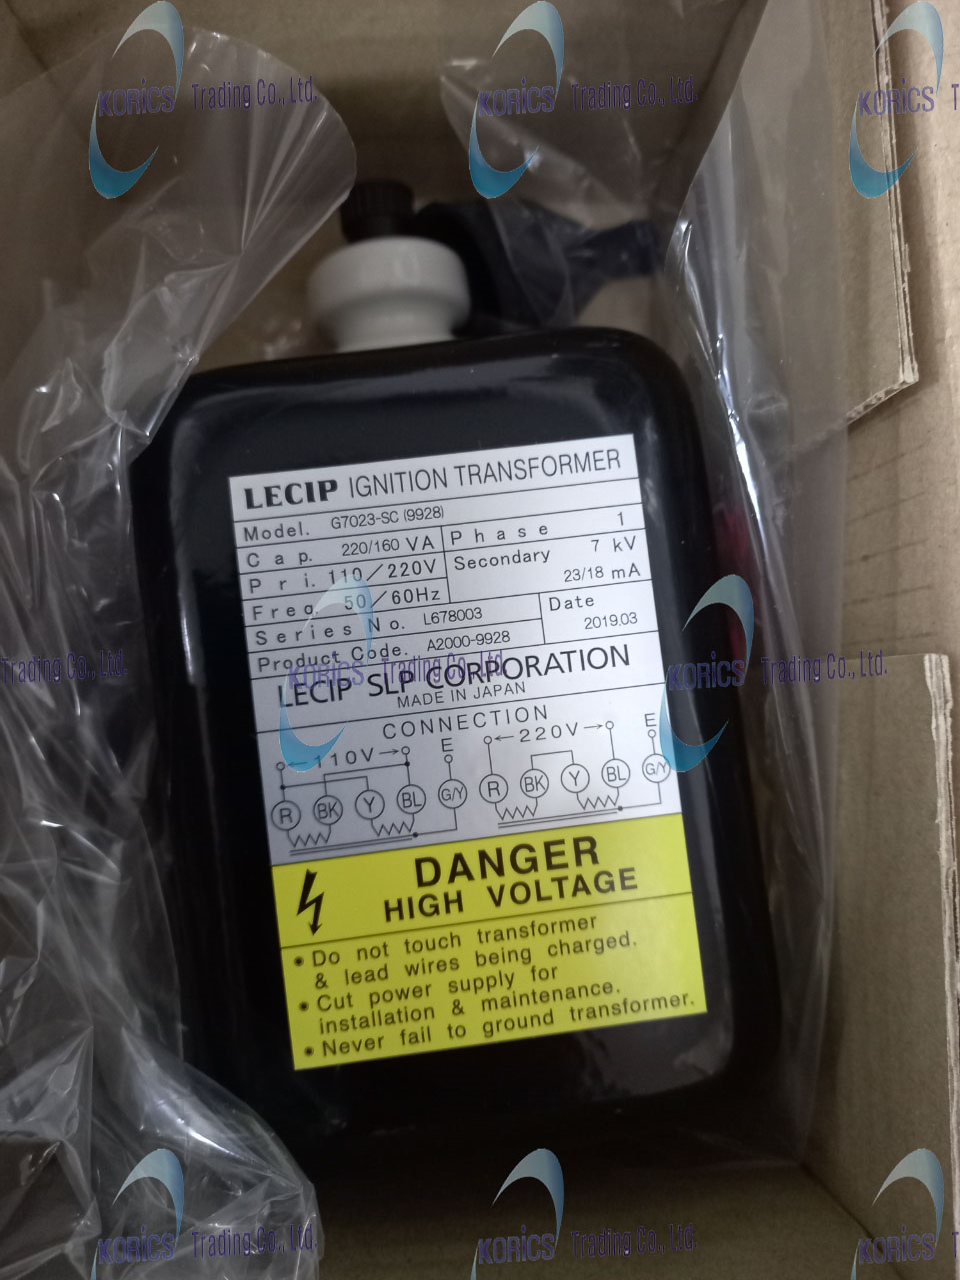 KORICS Trading Co., Ltd.
KORICS Trading Co., Ltd.
KORICS
LECIP IGNITION TRANSFORMER
Model. G7023-SC (9928)
Cap. 220/160 VA
Phase 1
Pri. 110/220V
Secondary 7 kV
23/18 mA
Freq. 50/60Hz
Series No. L678003
Date
2019.03
Product Code. A2000-9928
Trading Co., Ltd.
KORICS Trading Co., Ltd.
KORICS Trading Co., Ltd.
LECIP SLP CORPORATION
MADE IN JAPAN
CONNECTION
110V E 220V E
R BK Y BL G/Y R BK Y BL G/Y
DANGER
HIGH VOLTAGE
• Do not touch transformer
& lead wires being charged.
• Cut power supply for
installation & maintenance.
• Never fail to ground transformer.
KORICS Trading Co., Ltd.
KORICS Trading Co., Ltd.
KORICS